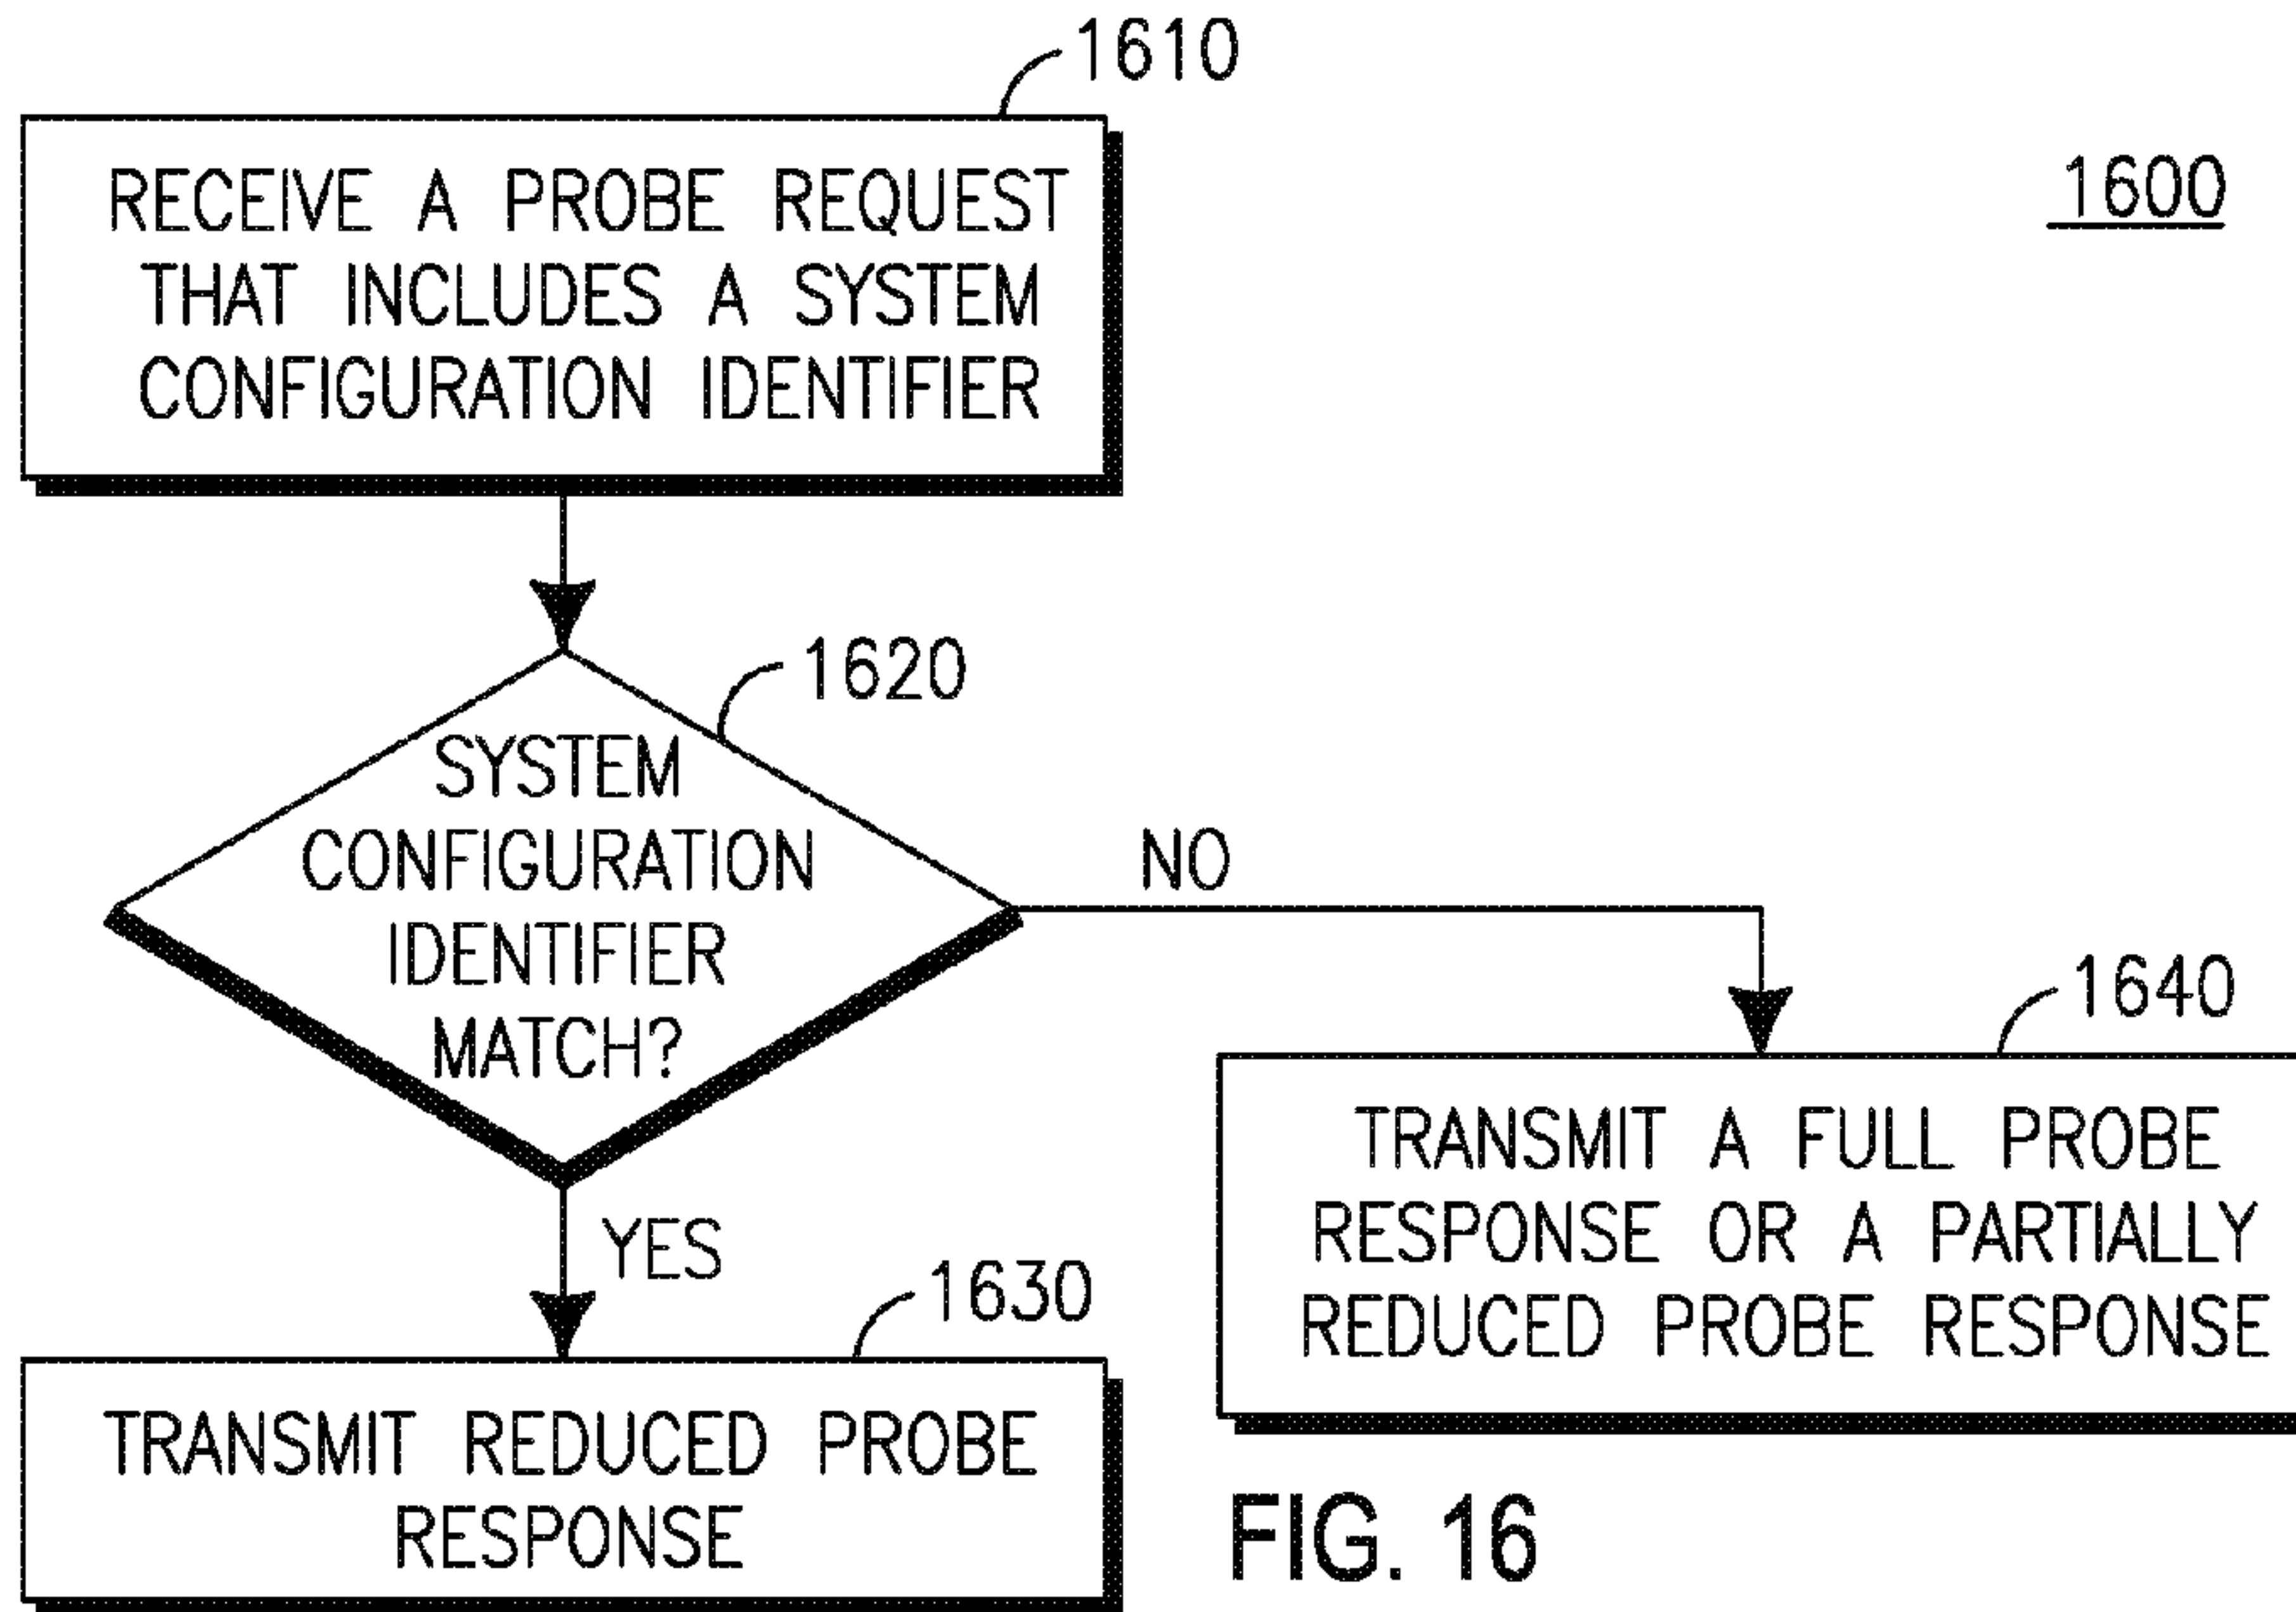 1610
1600
RECEIVE A PROBE REQUEST
THAT INCLUDES A SYSTEM
CONFIGURATION IDENTIFIER
1620
SYSTEM
CONFIGURATION
IDENTIFIER
MATCH?
NO
YES
1640
TRANSMIT A FULL PROBE
RESPONSE OR A PARTIALLY
REDUCED PROBE RESPONSE
1630
TRANSMIT REDUCED PROBE
RESPONSE
FIG. 16